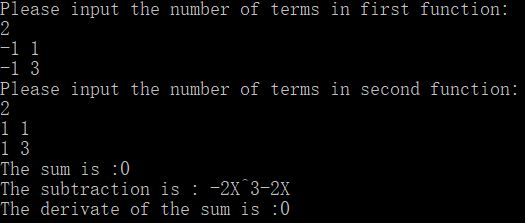 Please input the number of terms in first function:
2
-1 1
-1 3
Please input the number of terms in second function:
2
1 1
1 3
The sum is :0
The subtraction is : -2X^3-2X
The derivate of the sum is :0